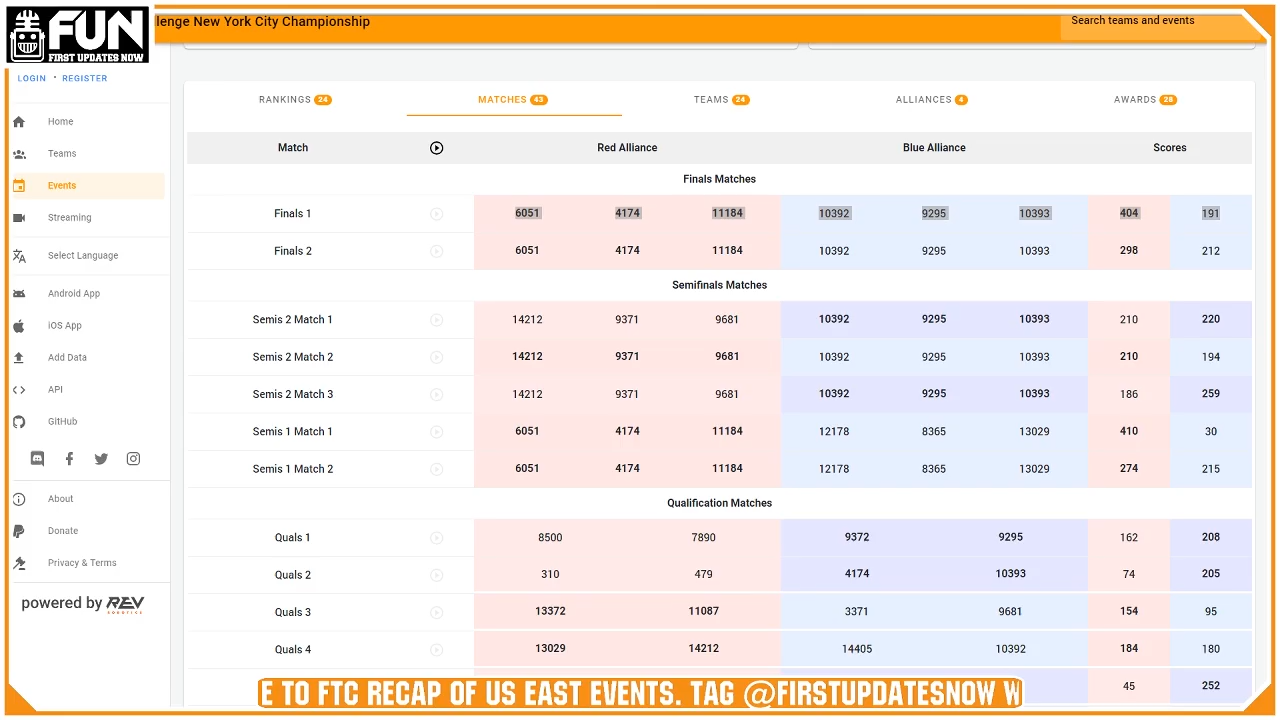 FUN
FIRST UPDATES NOW
lenge New York City Championship
Search teams and events
LOGIN • REGISTER
Home
Teams
Events
Streaming
Select Language
Android App
iOS App
Add Data
API
GitHub
About
Donate
Privacy & Terms
powered by REV
ROBOTICS
RANKINGS 24 MATCHES 43 TEAMS 24 ALLIANCES 4 AWARDS 28
Match Red Alliance Blue Alliance Scores
Finals Matches
Finals 1 6051 4174 11184 10392 9295 10393 404 191
Finals 2 6051 4174 11184 10392 9295 10393 298 212
Semifinals Matches
Semis 2 Match 1 14212 9371 9681 10392 9295 10393 210 220
Semis 2 Match 2 14212 9371 9681 10392 9295 10393 210 194
Semis 2 Match 3 14212 9371 9681 10392 9295 10393 186 259
Semis 1 Match 1 6051 4174 11184 12178 8365 13029 410 30
Semis 1 Match 2 6051 4174 11184 12178 8365 13029 274 215
Qualification Matches
Quals 1 8500 7890 9372 9295 162 208
Quals 2 310 479 4174 10393 74 205
Quals 3 13372 11087 3371 9681 154 95
Quals 4 13029 14212 14405 10392 184 180
45 252
E TO FTC RECAP OF US EAST EVENTS. TAG @FIRSTUPDATESNOW W